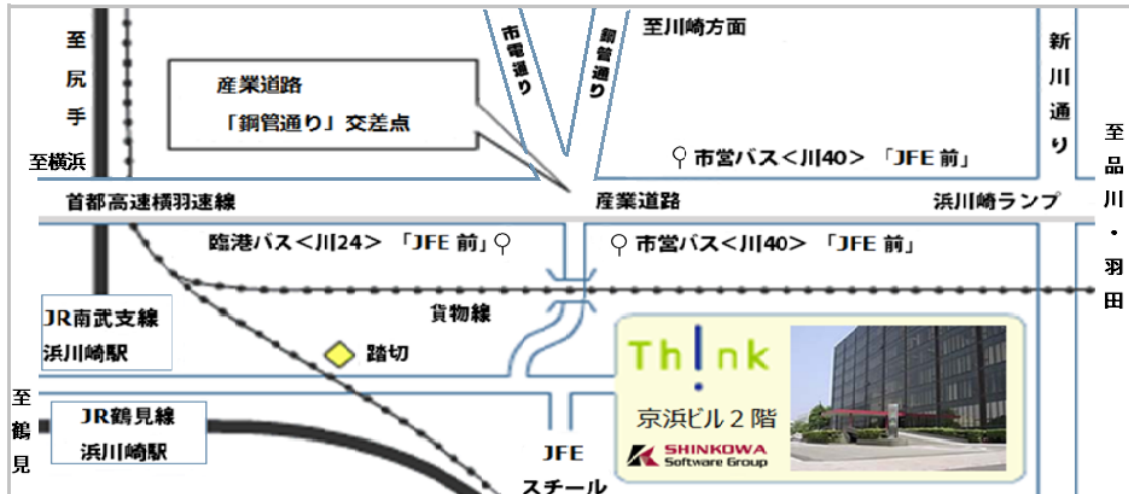 至尻手
市電通り
鋼管通り
至川崎方面
新川通り
産業道路
「鋼管通り」交差点
至横浜
市営バス＜川40＞ 「JFE 前」
至品川・羽田
首都高速横羽速線
産業道路
浜川崎ランプ
臨港バス＜川24＞ 「JFE 前」
市営バス＜川40＞ 「JFE 前」
貨物線
JR南武支線
浜川崎駅
踏切
Th!nk
京浜ビル２階
SHINKOWA
Software Group
至鶴見
JR鶴見線
浜川崎駅
JFE
スチール